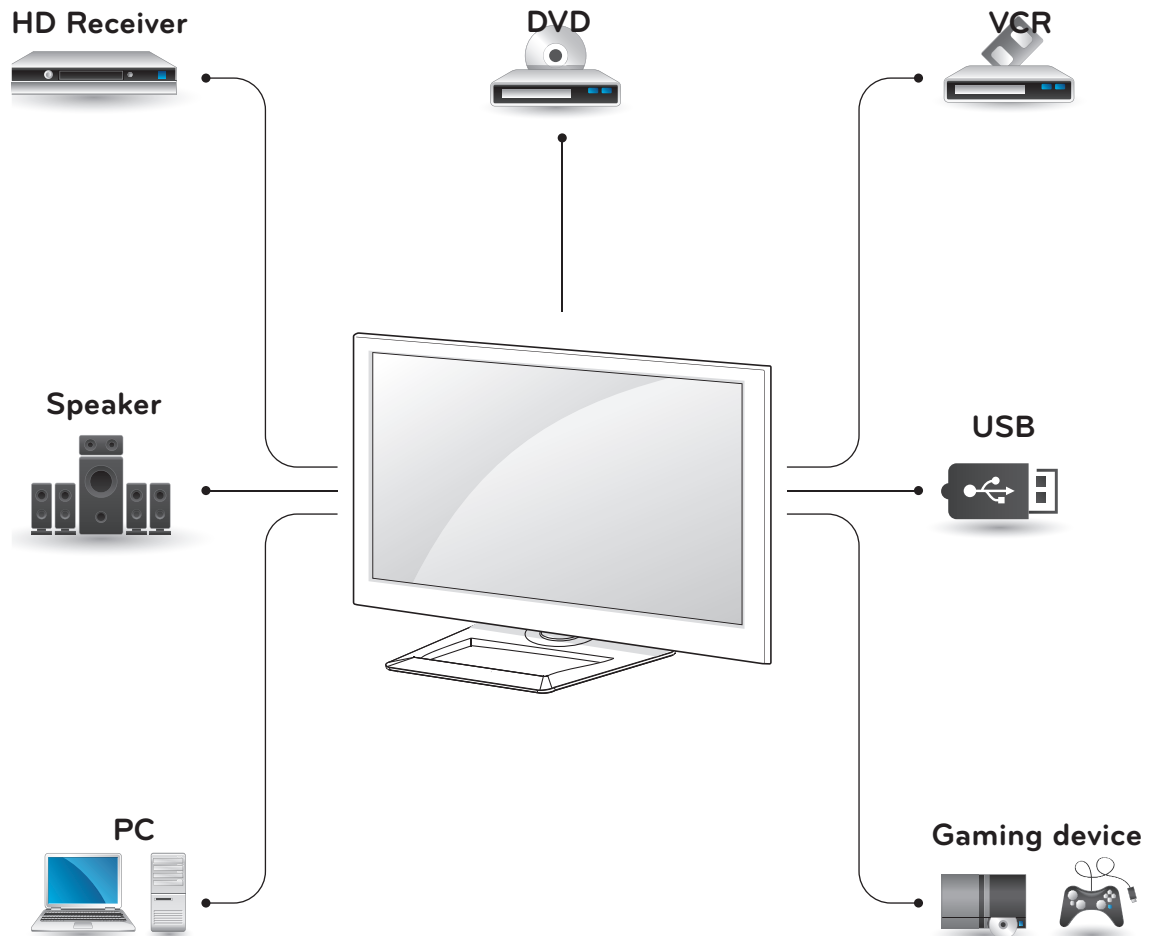 HD Receiver
DVD
VCR
Speaker
USB
PC
Gaming device